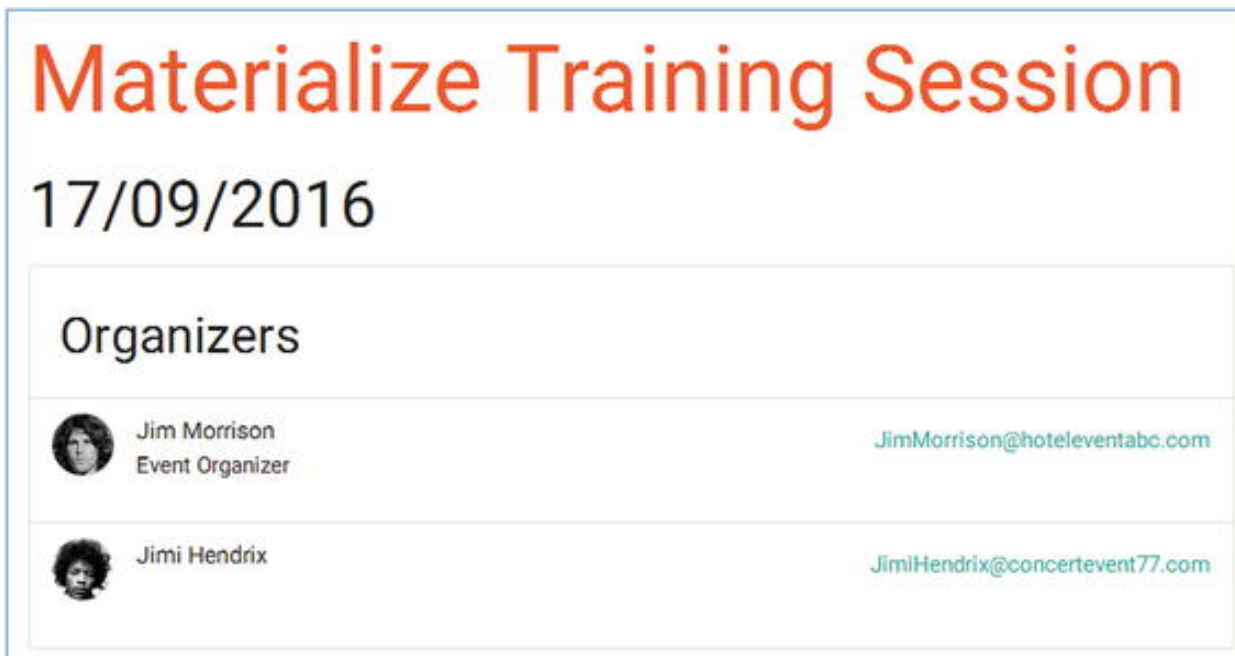 Materialize Training Session
17/09/2016
Organizers
Jim Morrison
Event Organizer
JimMorrison@hoteleventabc.com
Jimi Hendrix
JimiHendrix@concertevent77.com